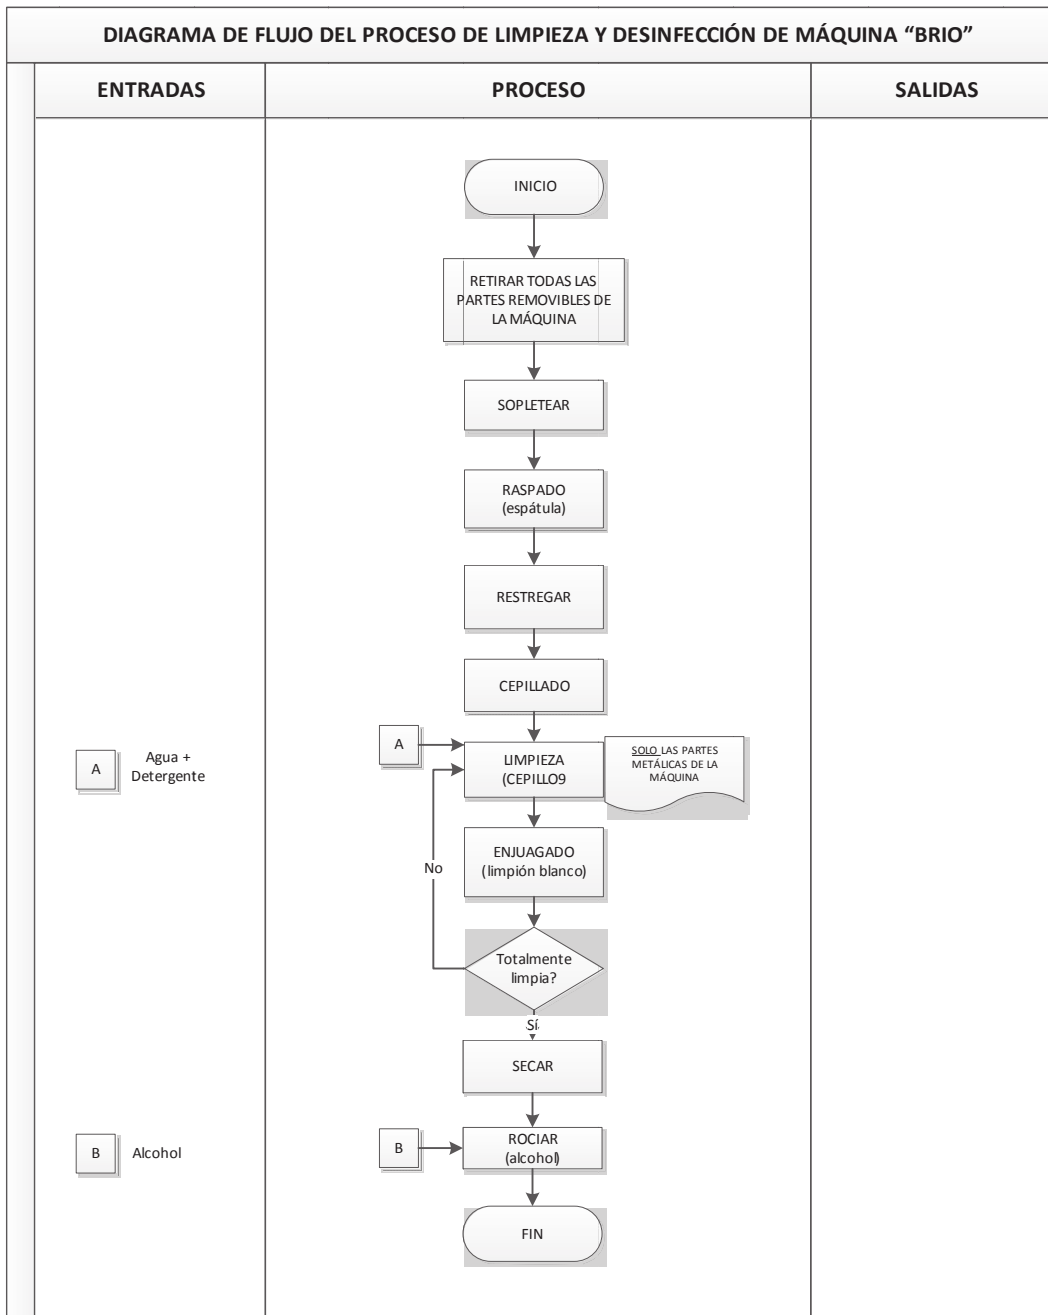 DIAGRAMA DE FLUJO DEL PROCESO DE LIMPIEZA Y DESINFECCIÓN DE MÁQUINA “BRIO”
ENTRADAS
PROCESO
SALIDAS
INICIO
RETIRAR TODAS LAS
PARTES REMOVIBLES DE
LA MÁQUINA
SOPLETEAR
RASPADO
(espátula)
RESTREGAR
CEPILLADO
A
Agua +
Detergente
A
LIMPIEZA
(CEPILLO9
SOLO LAS PARTES
METÁLICAS DE LA
MÁQUINA
ENJUAGADO
(limpión blanco)
No
Totalmente
limpia?
Sí
SECAR
B
Alcohol
B
ROCIAR
(alcohol)
FIN